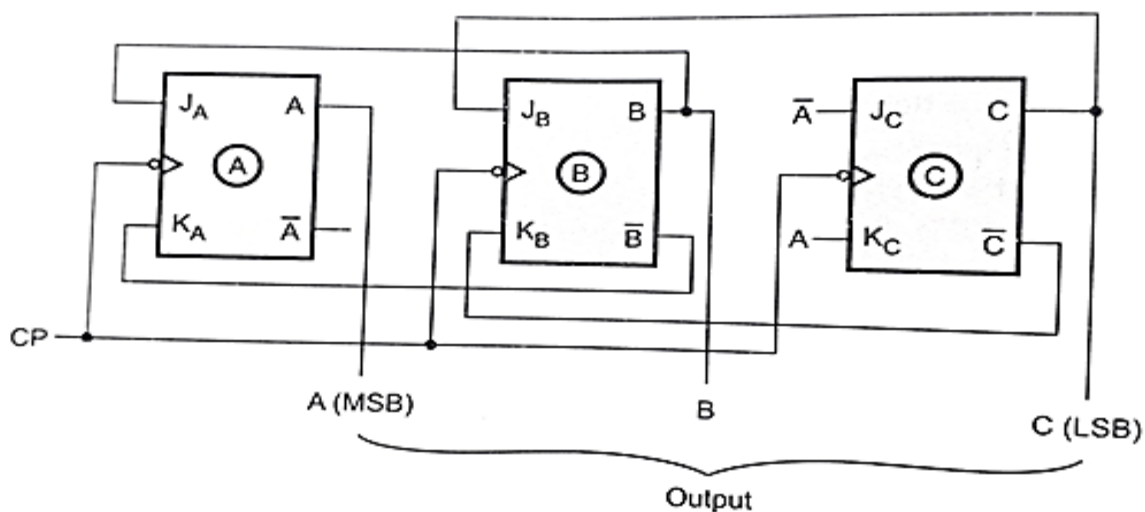 J_A A
A
K_A A̅
J_B B
B
K_B B̅
A̅ J_C C
C
A K_C C̅
CP
A (MSB)
B
C (LSB)
Output